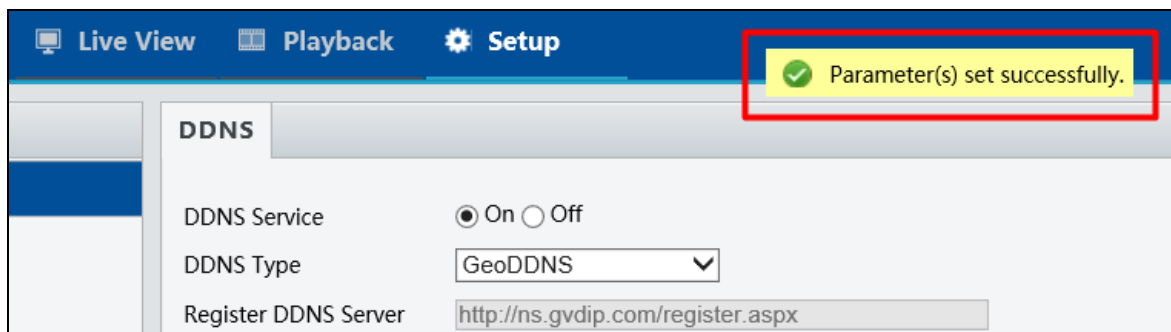 Live View Playback Setup
Parameter(s) set successfully.
DDNS
DDNS Service On Off
DDNS Type GeoDDNS
Register DDNS Server http://ns.gvdip.com/register.aspx